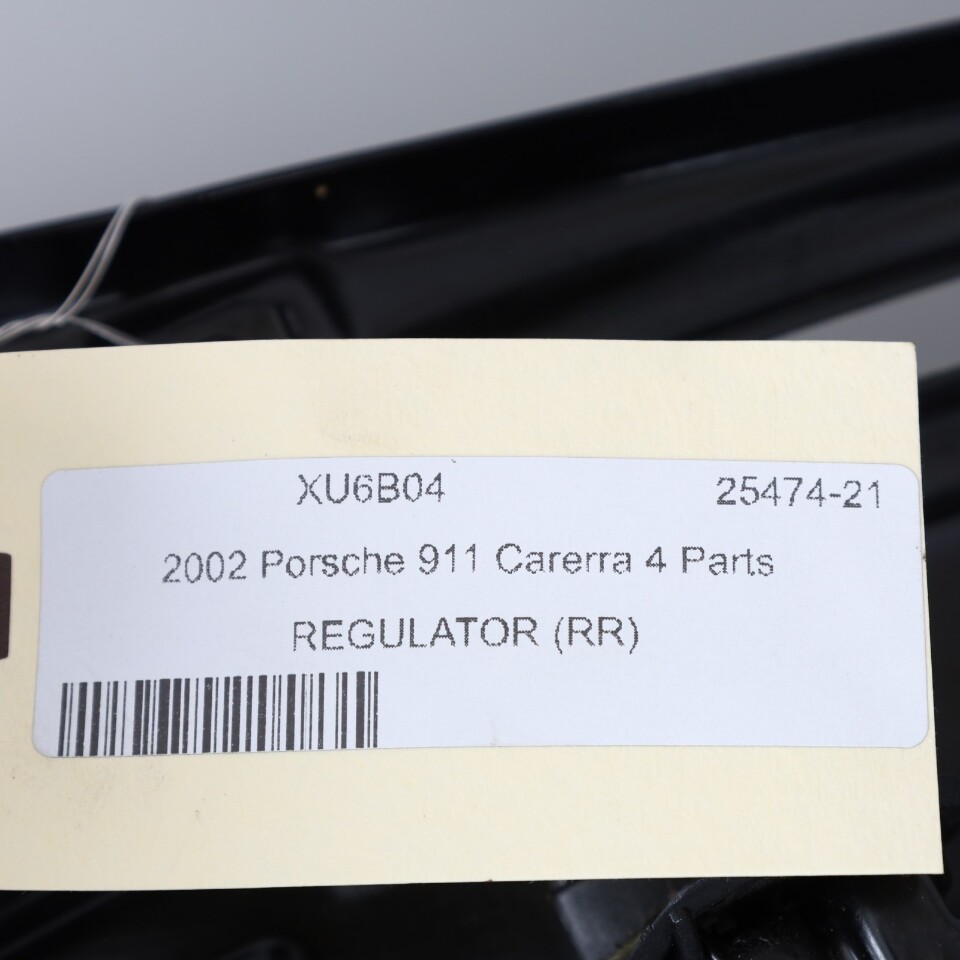 XU6B04 25474-21
2002 Porsche 911 Carerra 4 Parts
REGULATOR (RR)